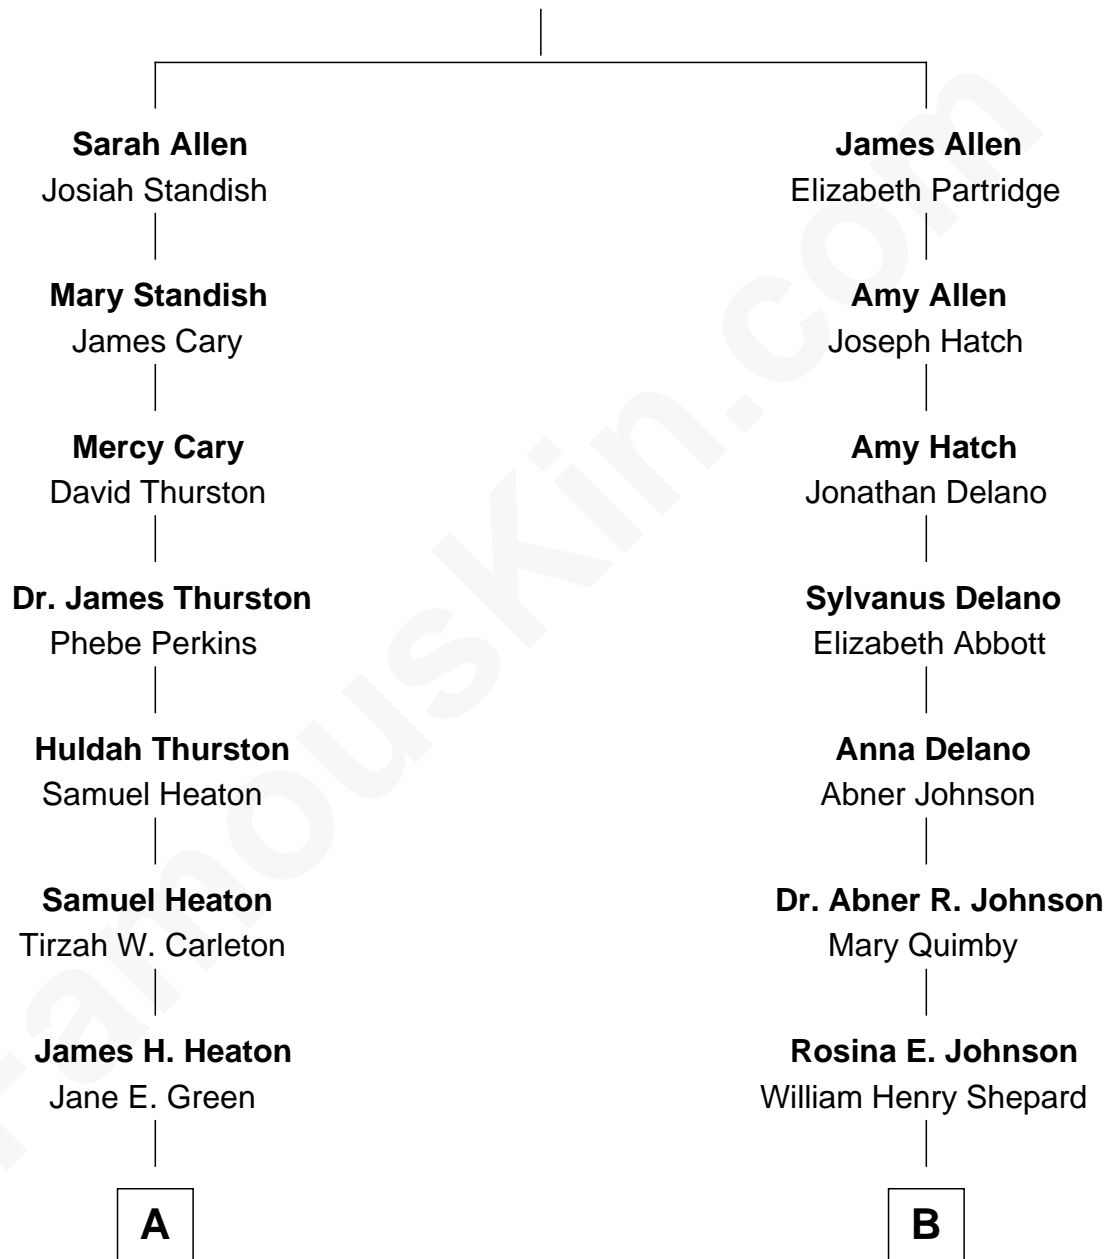 Sarah Allen
Josiah Standish
James Allen
Elizabeth Partridge
Mary Standish
James Cary
Amy Allen
Joseph Hatch
Mercy Cary
David Thurston
Amy Hatch
Jonathan Delano
Dr. James Thurston
Phebe Perkins
Sylvanus Delano
Elizabeth Abbott
Huldah Thurston
Samuel Heaton
Anna Delano
Abner Johnson
Samuel Heaton
Tirzah W. Carleton
Dr. Abner R. Johnson
Mary Quimby
James H. Heaton
Jane E. Green
Rosina E. Johnson
William Henry Shepard
A
B
FamousKin.com